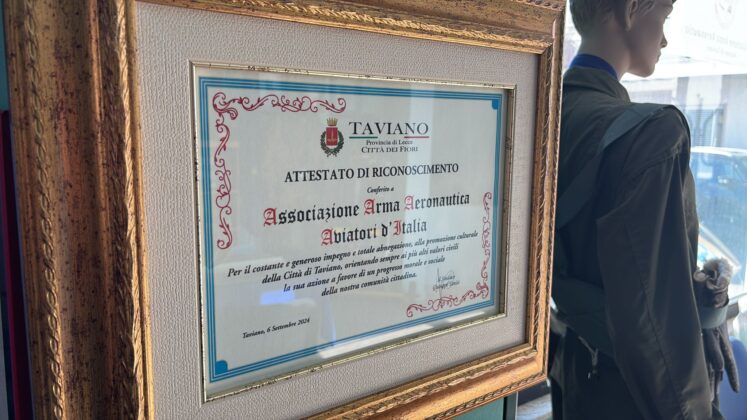 TAVIANO
Provincia di Lecce
CITTÀ DEI FIORI
ATTESTATO DI RICONOSCIMENTO
Conferito a
Associazione Arma Aeronautica
Aviatori d'Italia
Per il costante e generoso impegno e totale abnegazione, alla promozione culturale
della Città di Taviano, orientando sempre ai più alti valori civili
la sua azione a favore di un progresso morale e sociale
della nostra comunità cittadina.
Il Sindaco
Giuseppe
Taviano, 6 Settembre 2024